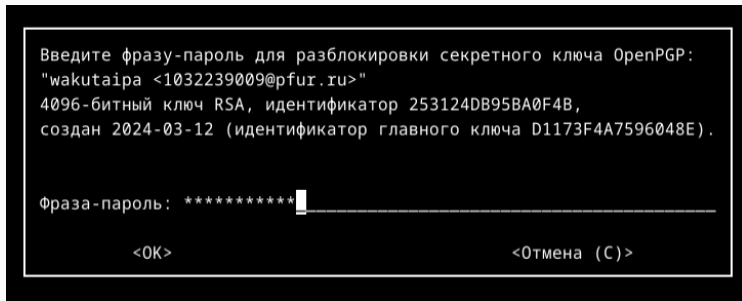 Введите фразу-пароль для разблокировки секретного ключа OpenPGP:
"wakutaipa <1032239009@pfur.ru>"
4096-битный ключ RSA, идентификатор 253124DB95BA0F4B,
создан 2024-03-12 (идентификатор главного ключа D1173F4A7596048E).
Фраза-пароль: ***********
<OK> <Отмена (C)>